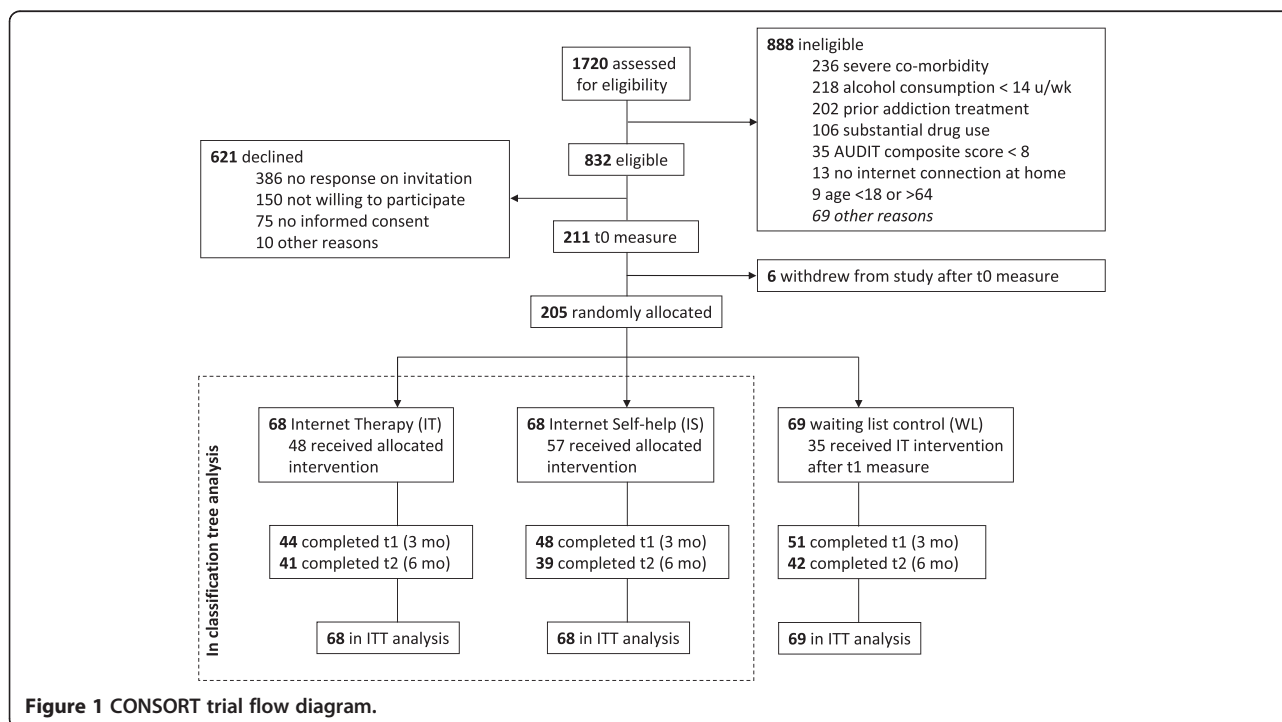 1720 assessed
for eligibility
888 ineligible
236 severe co-morbidity
218 alcohol consumption < 14 u/wk
202 prior addiction treatment
106 substantial drug use
35 AUDIT composite score < 8
13 no internet connection at home
9 age <18 or >64
69 other reasons
832 eligible
621 declined
386 no response on invitation
150 not willing to participate
75 no informed consent
10 other reasons
211 t0 measure
6 withdrew from study after t0 measure
205 randomly allocated
In classification tree analysis
68 Internet Therapy (IT)
48 received allocated
intervention
68 Internet Self-help (IS)
57 received allocated
intervention
69 waiting list control (WL)
35 received IT intervention
after t1 measure
44 completed t1 (3 mo)
41 completed t2 (6 mo)
48 completed t1 (3 mo)
39 completed t2 (6 mo)
51 completed t1 (3 mo)
42 completed t2 (6 mo)
68 in ITT analysis
68 in ITT analysis
69 in ITT analysis
Figure 1 CONSORT trial flow diagram.